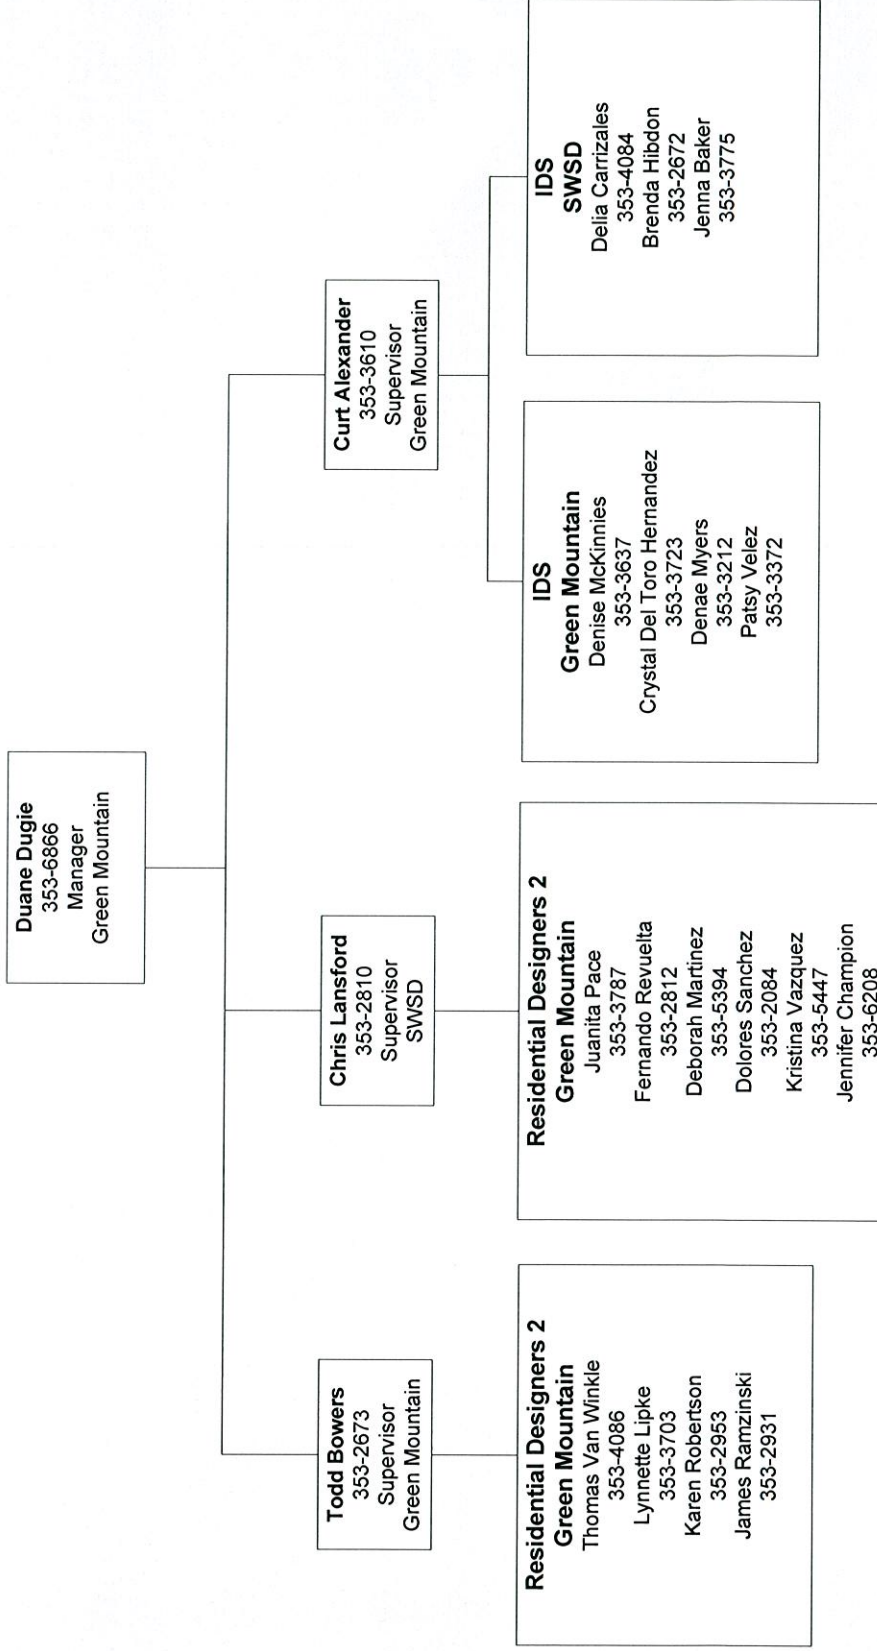 Duane Dugie
353-6866
Manager
Green Mountain
Todd Bowers
353-2673
Supervisor
Green Mountain
Chris Lansford
353-2810
Supervisor
SWSD
Curt Alexander
353-3610
Supervisor
Green Mountain
Residential Designers 2
Green Mountain
Thomas Van Winkle
353-4086
Lynnette Lipke
353-3703
Karen Robertson
353-2953
James Ramzinski
353-2931
Residential Designers 2
Green Mountain
Juanita Pace
353-3787
Fernando Revuelta
353-2812
Deborah Martinez
353-5394
Dolores Sanchez
353-2084
Kristina Vazquez
353-5447
Jennifer Champion
353-6208
IDS
Green Mountain
Denise McKinnies
353-3637
Crystal Del Toro Hernandez
353-3723
Denae Myers
353-3212
Patsy Velez
353-3372
IDS
SWSD
Delia Carrizales
353-4084
Brenda Hibdon
353-2672
Jenna Baker
353-3775